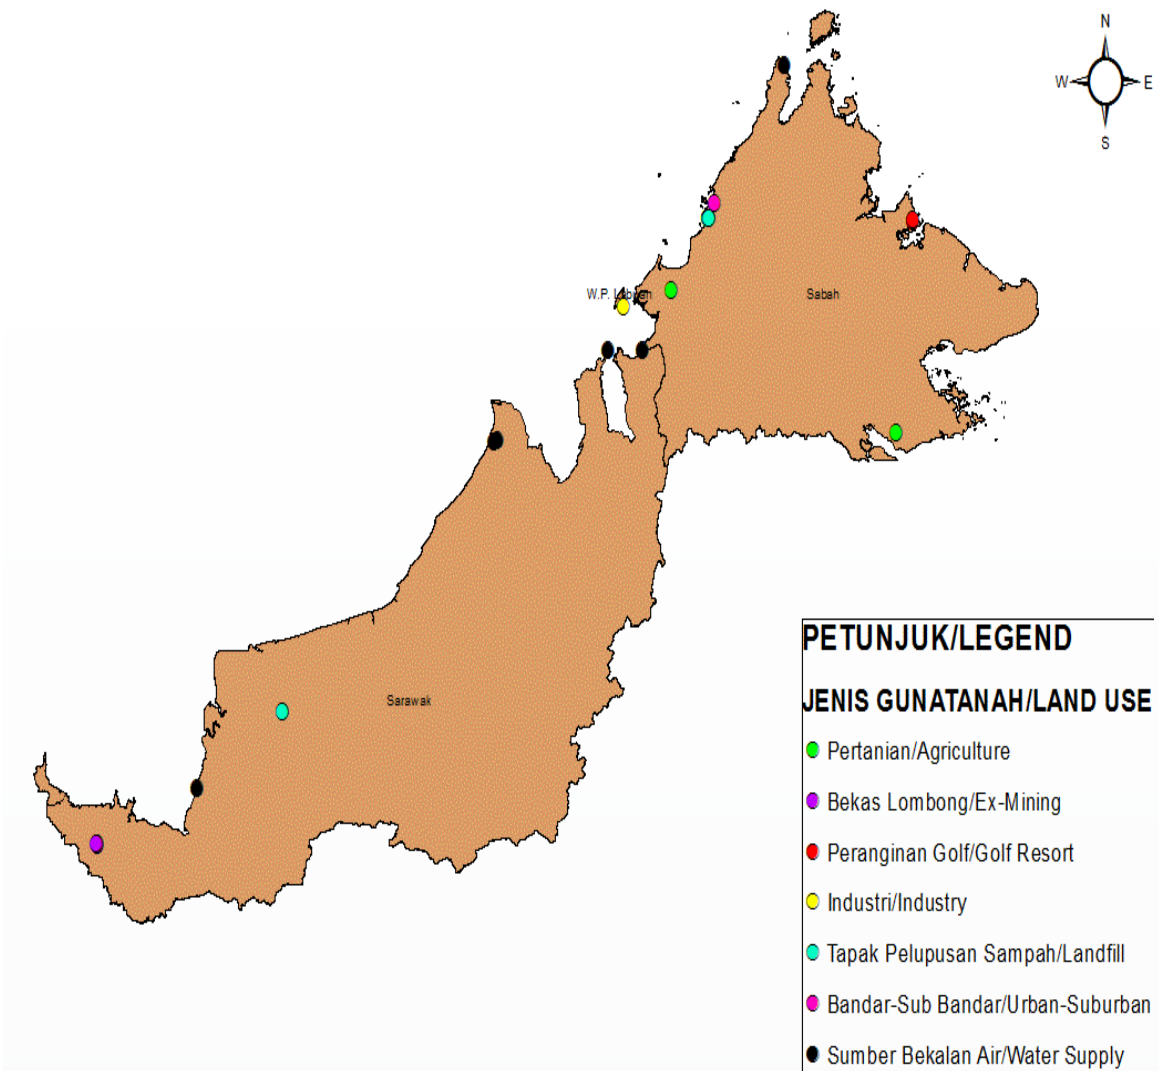 N
W
E
S
W.P. Labuan
Sabah
Sarawak
PETUNJUK/LEGEND
JENIS GUNATANAH/LAND USE
Pertanian/Agriculture
Bekas Lombong/Ex-Mining
Peranginan Golf/Golf Resort
Industri/Industry
Tapak Pelupusan Sampah/Landfill
Bandar-Sub Bandar/Urban-Suburban
Sumber Bekalan Air/Water Supply